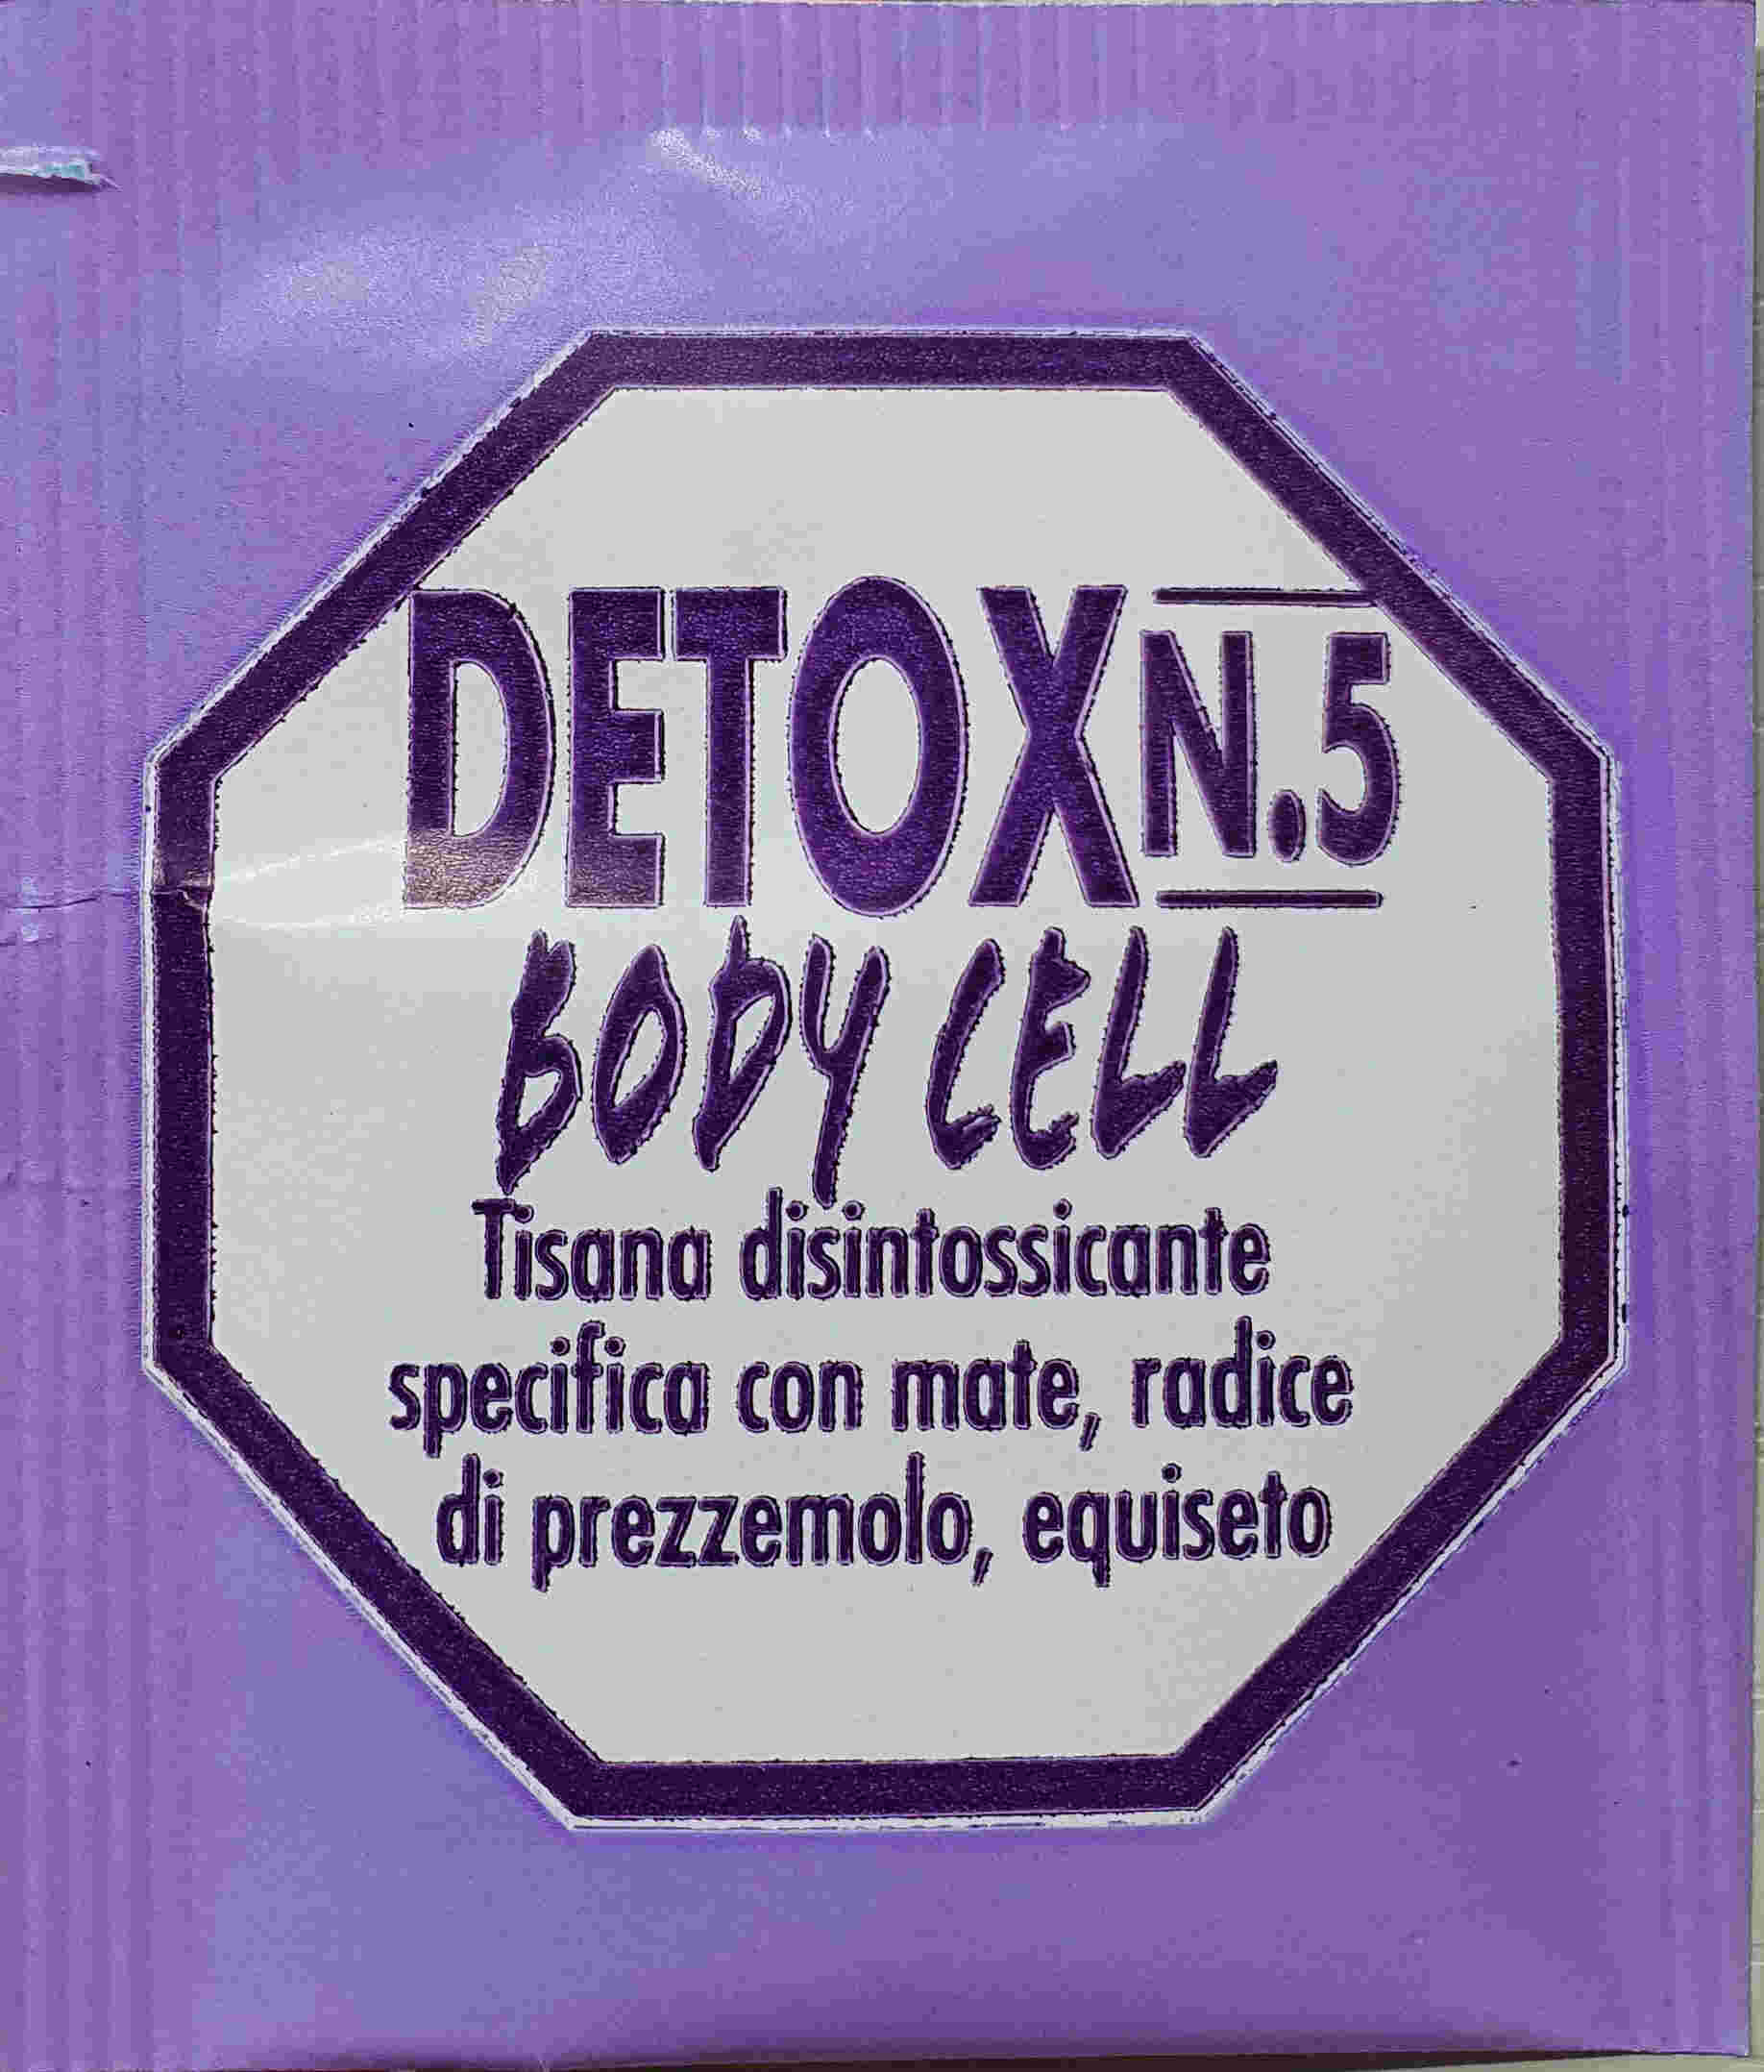 DETOX N.5
BODY CELL
Tisana disintossicante
specifica con mate, radice
di prezzemolo, equiseto